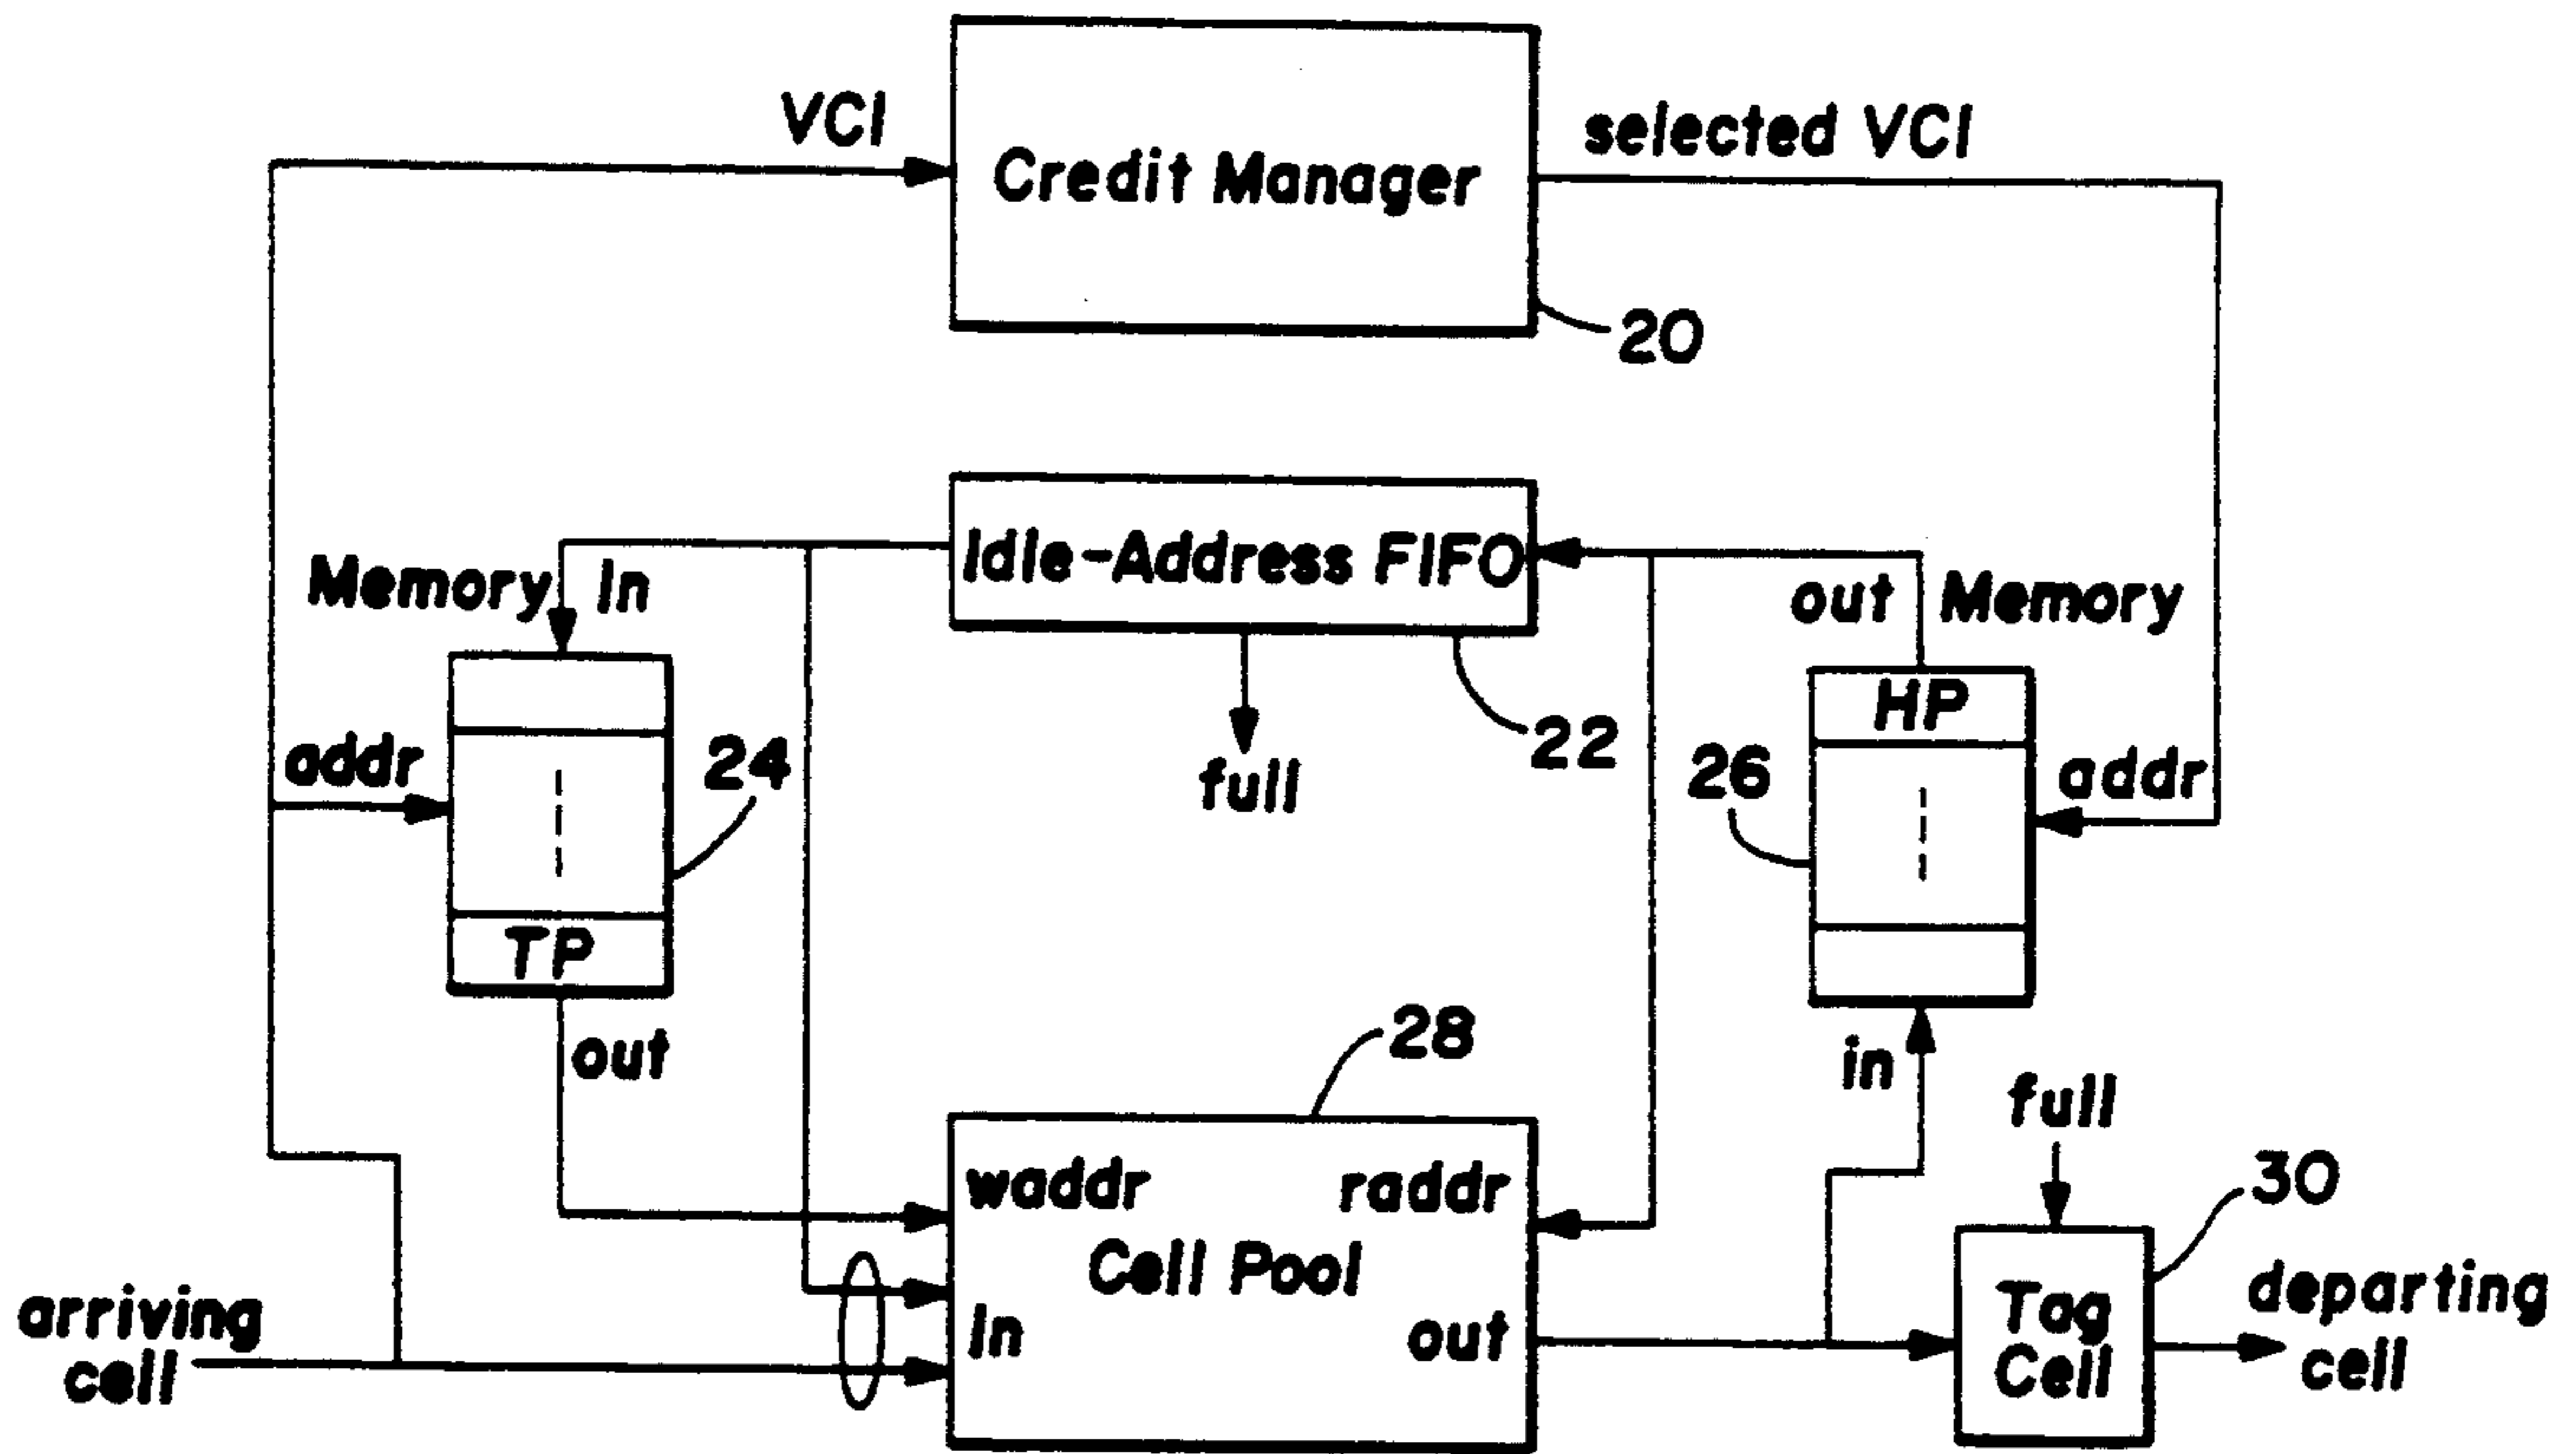 VCI
Credit Manager
selected VCI
20
Idle-Address FIFO
Memory
In
out
Memory
full
22
addr
24
TP
out
HP
26
addr
in
28
waddr
raddr
Cell Pool
In
out
arriving
cell
full
30
Tag
Cell
departing
cell